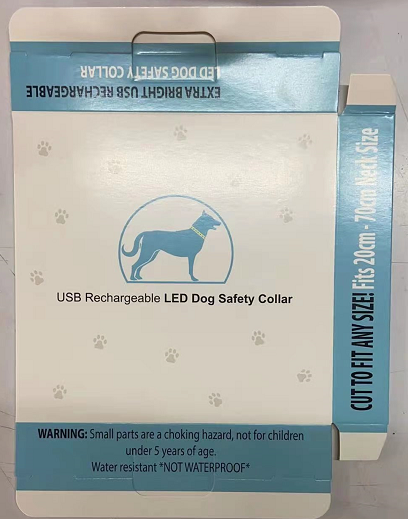 EXTRA BRIGHT USB RECHARGEABLE
LED DOG SAFETY COLLAR
USB Rechargeable LED Dog Safety Collar
CUT TO FIT ANY SIZE! Fits 20cm - 70cm Neck Size
WARNING: Small parts are a choking hazard, not for children
under 5 years of age.
Water resistant *NOT WATERPROOF*